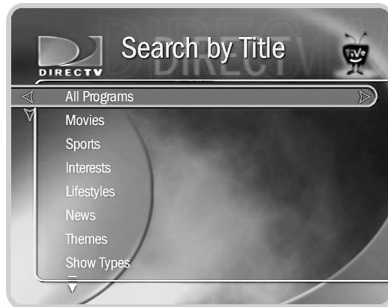 Search by Title
DIRECTV
TiVo
All Programs
Movies
Sports
Interests
Lifestyles
News
Themes
Show Types